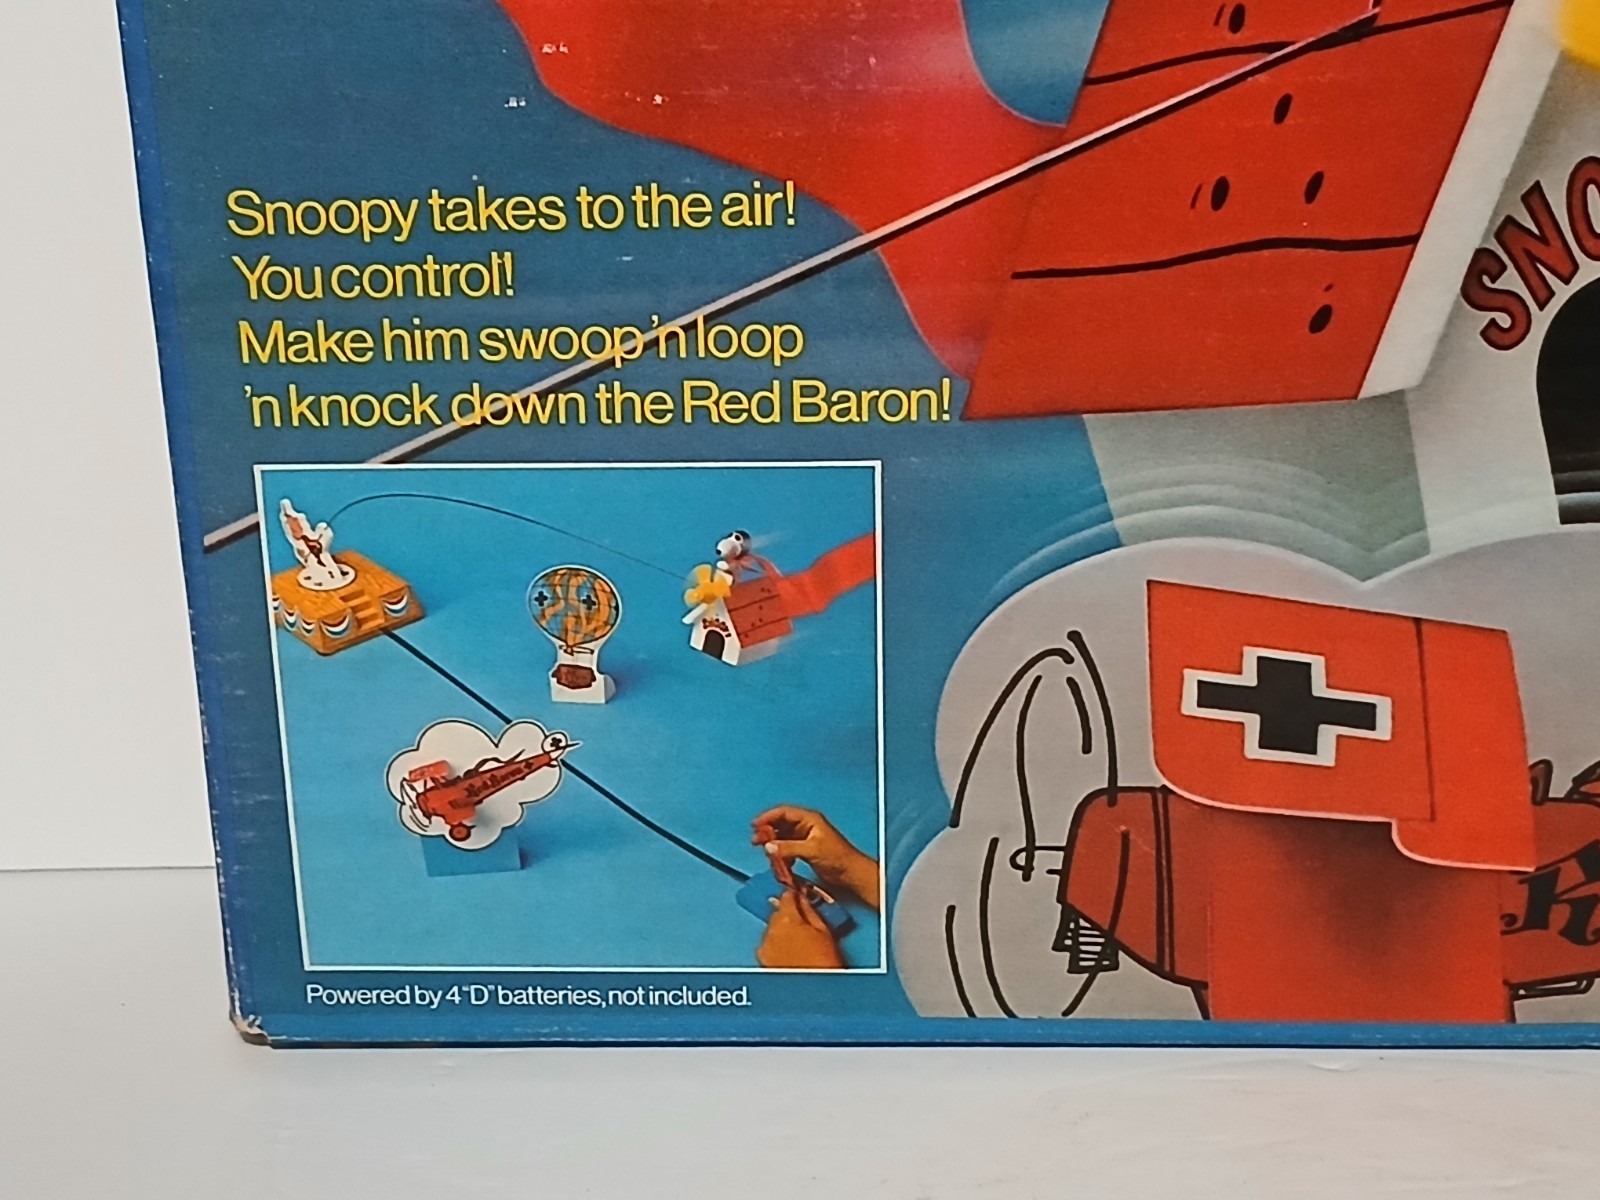 Snoopy takes to the air!
You control!
Make him swoop 'n loop
'n knock down the Red Baron!
SNO
Powered by 4 "D" batteries, not included.